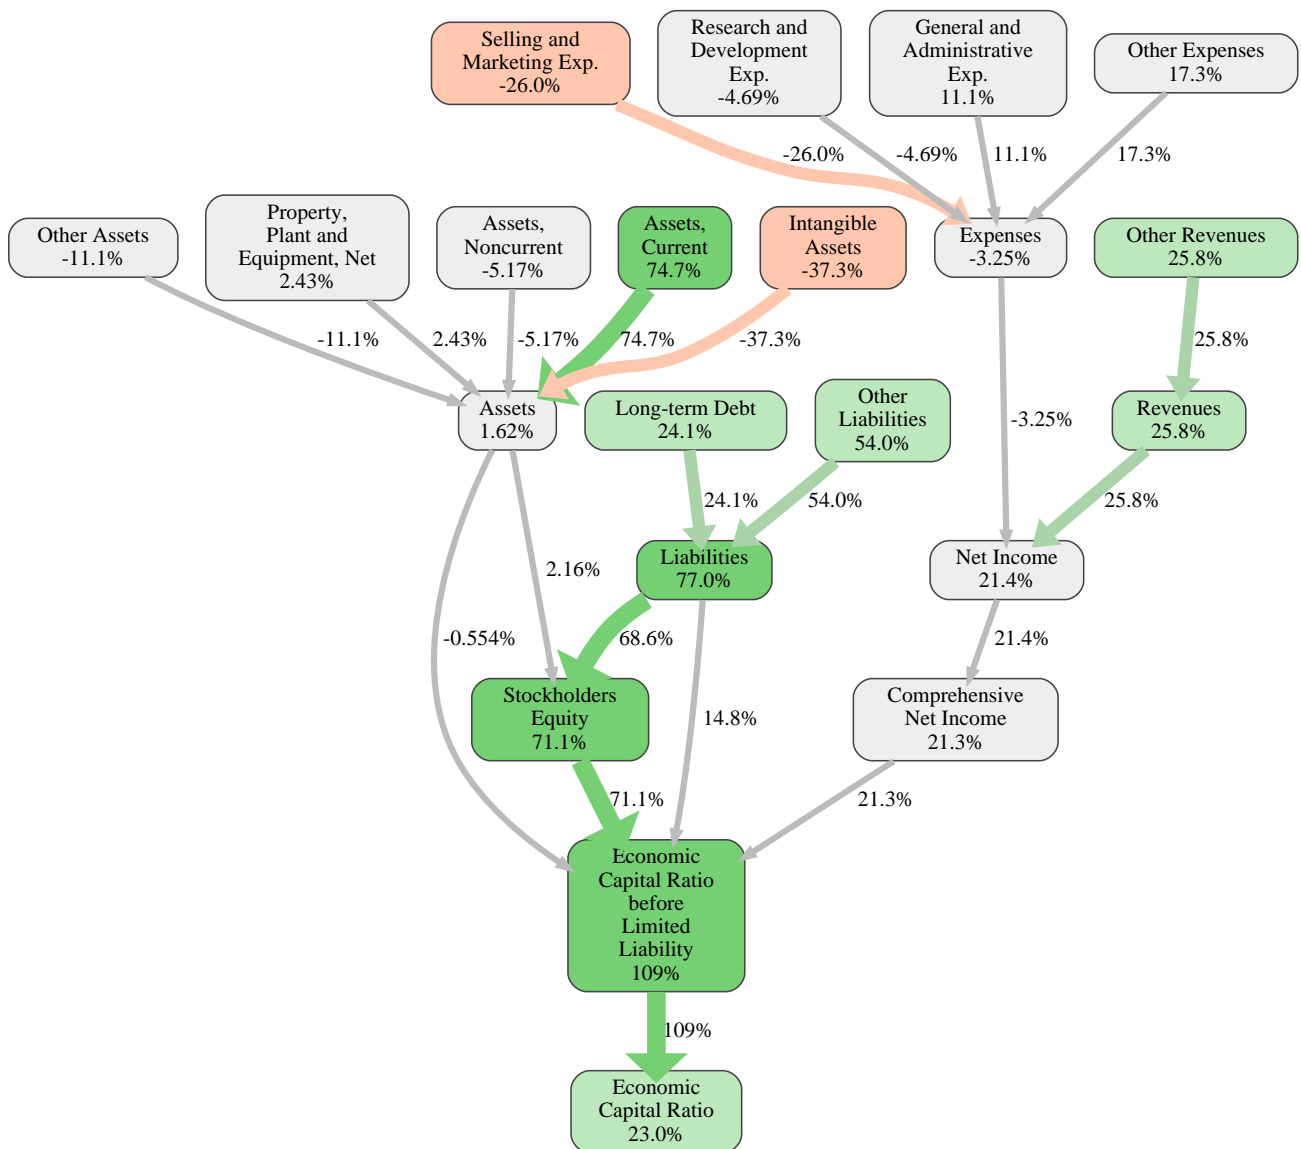 Selling and
Marketing Exp.
-26.0%
Research and
Development
Exp.
-4.69%
General and
Administrative
Exp.
11.1%
Other Expenses
17.3%
-26.0%
-4.69%
11.1%
17.3%
Other Assets
-11.1%
Property,
Plant and
Equipment, Net
2.43%
Assets,
Noncurrent
-5.17%
Assets,
Current
74.7%
Intangible
Assets
-37.3%
Expenses
-3.25%
Other Revenues
25.8%
-11.1%
2.43%
-5.17%
74.7%
-37.3%
25.8%
Assets
1.62%
Long-term Debt
24.1%
Other
Liabilities
54.0%
-3.25%
Revenues
25.8%
24.1%
54.0%
25.8%
Liabilities
77.0%
Net Income
21.4%
2.16%
-0.554%
68.6%
21.4%
Stockholders
Equity
71.1%
14.8%
Comprehensive
Net Income
21.3%
71.1%
21.3%
Economic
Capital Ratio
before
Limited
Liability
109%
109%
Economic
Capital Ratio
23.0%